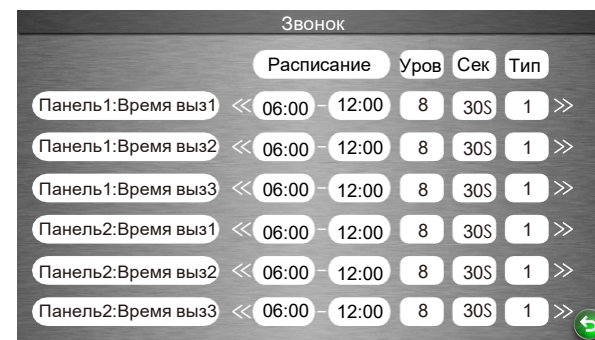 Звонок
Расписание Уров Сек Тип
Панель1:Время выз1 << 06:00 - 12:00 8 30S 1 >>
Панель1:Время выз2 << 06:00 - 12:00 8 30S 1 >>
Панель1:Время выз3 << 06:00 - 12:00 8 30S 1 >>
Панель2:Время выз1 << 06:00 - 12:00 8 30S 1 >>
Панель2:Время выз2 << 06:00 - 12:00 8 30S 1 >>
Панель2:Время выз3 << 06:00 - 12:00 8 30S 1 >>